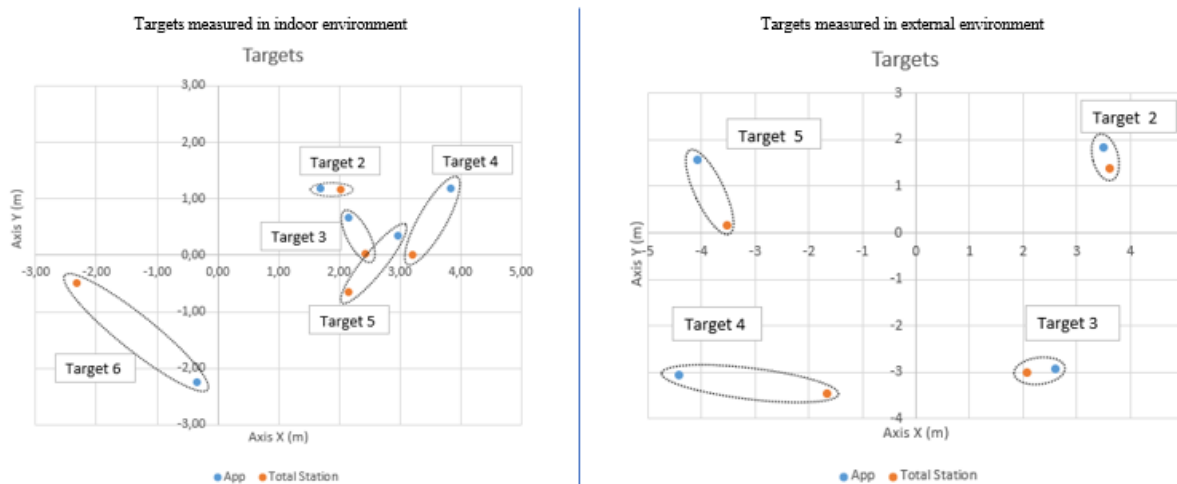 Targets measured in indoor environment
Targets
3,00
2,00
Target 2
Target 4
1,00
Target 3
0,00
-3,00 -2,00 -1,00 0,00 1,00 2,00 3,00 4,00 5,00
-1,00
Target 5
Target 6
-2,00
-3,00
Axis Y (m)
Axis X (m)
App Total Station
Targets measured in external environment
Targets
3
Target 5
Target 2
2
1
0
-5 -4 -3 -2 -1 0 1 2 3 4
-1
Target 4
Target 3
-2
-3
-4
Axis Y (m)
Axis X (m)
App Total Station